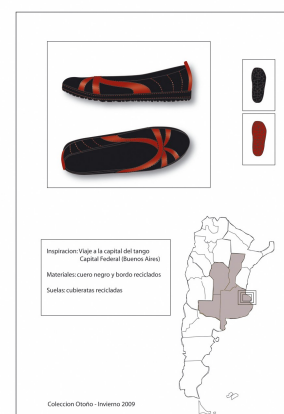 Inspiracion: Viaje a la capital del tango
Capital Federal (Buenos Aires)
Materiales: cuero negro y bordo reciclados
Suelas: cubieratas recicladas
Coleccion Otoño - Invierno 2009